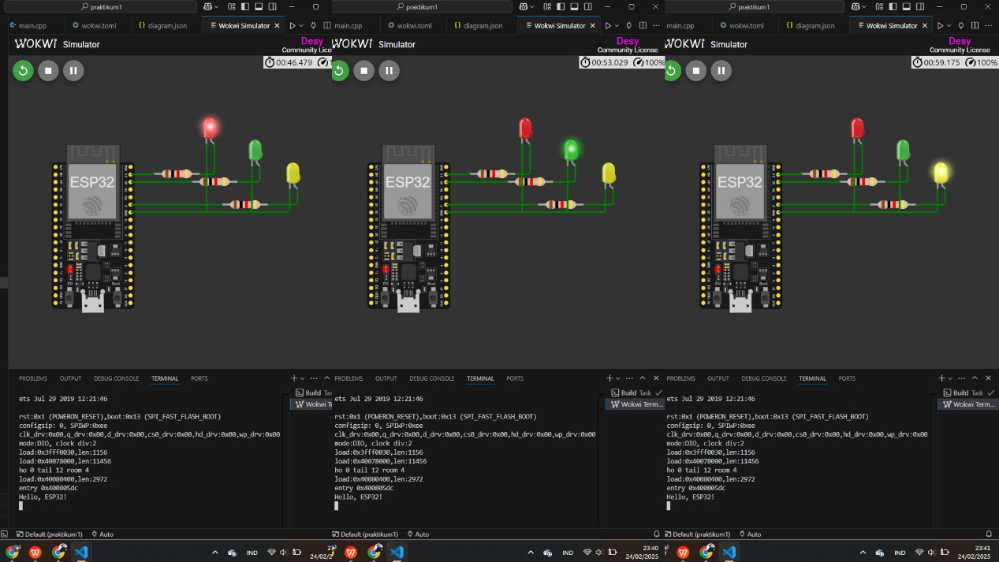 praktikum1
praktikum1
praktikum1
main.cpp wokwi.toml diagram.json Wokwi Simulator
main.cpp wokwi.toml diagram.json Wokwi Simulator
main.cpp wokwi.toml diagram.json Wokwi Simulator
WOKWI Simulator
Desy
Community Lice
00:46.479
ESP32
WOKWI Simulator
Desy
Community License
00:53.029 100%
ESP32
WOKWI Simulator
Desy
Community License
00:59.175 100%
ESP32
PROBLEMS OUTPUT DEBUG CONSOLE TERMINAL PORTS
ets Jul 29 2019 12:21:46
rst:0x1 (POWERON_RESET),boot:0x13 (SPI_FAST_FLASH_BOOT)
configsip: 0, SPIWP:0xee
clk_drv:0x00,q_drv:0x00,d_drv:0x00,cs0_drv:0x00,hd_drv:0x00,wp_drv:0x00
mode:DIO, clock div:2
load:0x3fff0030,len:1156
load:0x40078000,len:11456
ho 0 tail 12 room 4
load:0x40080400,len:2972
entry 0x400805dc
Hello, ESP32!
Build Tas
Wokwi T
PROBLEMS OUTPUT DEBUG CONSOLE TERMINAL PORTS
ets Jul 29 2019 12:21:46
rst:0x1 (POWERON_RESET),boot:0x13 (SPI_FAST_FLASH_BOOT)
configsip: 0, SPIWP:0xee
clk_drv:0x00,q_drv:0x00,d_drv:0x00,cs0_drv:0x00,hd_drv:0x00,wp_drv:0x00
mode:DIO, clock div:2
load:0x3fff0030,len:1156
load:0x40078000,len:11456
ho 0 tail 12 room 4
load:0x40080400,len:2972
entry 0x400805dc
Hello, ESP32!
Build Task
Wokwi Term...
PROBLEMS OUTPUT DEBUG CONSOLE TERMINAL PORTS
ets Jul 29 2019 12:21:46
rst:0x1 (POWERON_RESET),boot:0x13 (SPI_FAST_FLASH_BOOT)
configsip: 0, SPIWP:0xee
clk_drv:0x00,q_drv:0x00,d_drv:0x00,cs0_drv:0x00,hd_drv:0x00,wp_drv:0x00
mode:DIO, clock div:2
load:0x3fff0030,len:1156
load:0x40078000,len:11456
ho 0 tail 12 room 4
load:0x40080400,len:2972
entry 0x400805dc
Hello, ESP32!
Build Task
Wokwi Term...
Default (praktikum1) Auto
Default (praktikum1) Auto
Default (praktikum1) Auto
IND
24/02/2
IND 23:40
24/02/2025
IND 23:41
24/02/2025